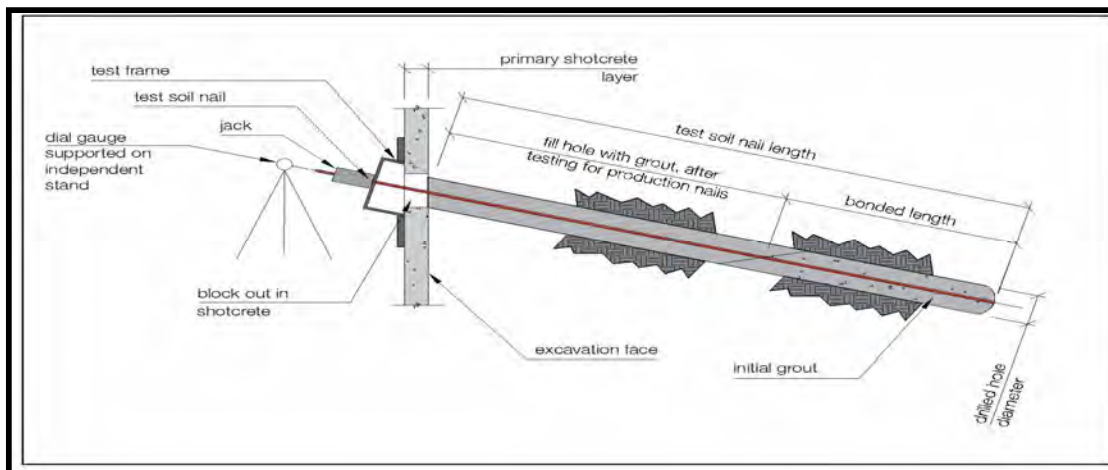 primary shotcrete
layer
test frame
test soil nail
jack
dial gauge
supported on
independent
stand
test soil nail length
fill hole with grout, after
testing for production nails
bonded length
block out in
shotcrete
excavation face
initial grout
drilled hole
diameter